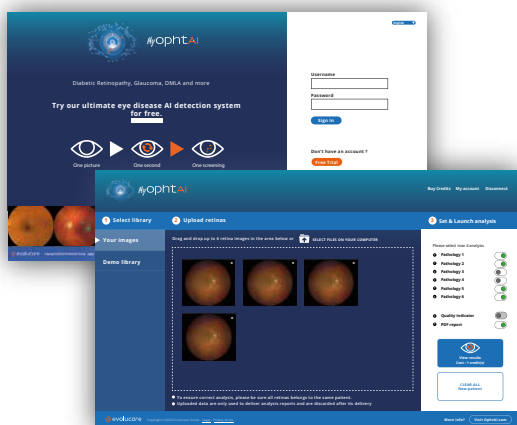 English
MyophtAI
Diabetic Retinopathy, Glaucoma, DMLA and more
Try our ultimate eye disease AI detection system
for free.
One picture
One second
One screening
Username
Password
Sign in
Don't have an account ?
Free Trial
evolucare
MyophtAI
Buy Credits My account Disconnect
1 Select library
2 Upload retinas
3 Set & Launch analysis
Your images
Demo library
Drag and drop up to 6 retina images in the area below or SELECT FILES ON YOUR COMPUTER
Please select max 4 analysis
Pathology 1
Pathology 2
Pathology 3
Pathology 4
Pathology 5
Pathology 6
Quality indicator
PDF report
View results
Cost : 1 credit(s)
CLEAR ALL
New patient
To ensure correct analysis, please be sure all retinas belongs to the same patient.
Uploaded data are only used to deliver analysis reports and are discarded after its delivery
evolucare
More info? Visit OphtAI.com